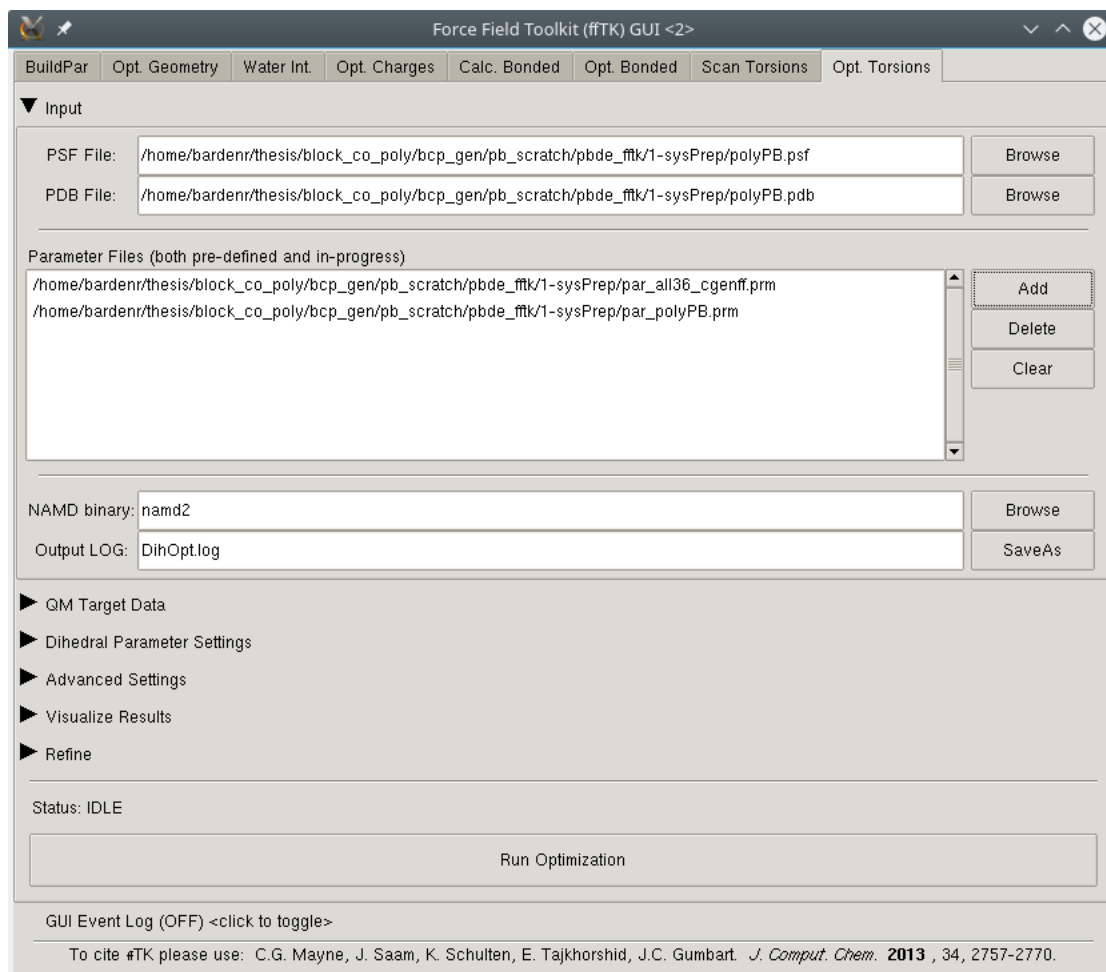 Force Field Toolkit (ffTK) GUI <2>
BuildPar Opt. Geometry Water Int. Opt. Charges Calc. Bonded Opt. Bonded Scan Torsions Opt. Torsions
Input
PSF File: /home/bardenr/thesis/block_co_poly/bcp_gen/pb_scratch/pbde_fftk/1-sysPrep/polyPB.psf Browse
PDB File: /home/bardenr/thesis/block_co_poly/bcp_gen/pb_scratch/pbde_fftk/1-sysPrep/polyPB.pdb Browse
Parameter Files (both pre-defined and in-progress)
/home/bardenr/thesis/block_co_poly/bcp_gen/pb_scratch/pbde_fftk/1-sysPrep/par_all36_cgenff.prm Add
/home/bardenr/thesis/block_co_poly/bcp_gen/pb_scratch/pbde_fftk/1-sysPrep/par_polyPB.prm
Delete
Clear
NAMD binary: namd2 Browse
Output LOG: DihOpt.log SaveAs
QM Target Data
Dihedral Parameter Settings
Advanced Settings
Visualize Results
Refine
Status: IDLE
Run Optimization
GUI Event Log (OFF) <click to toggle>
To cite ffTK please use: C.G. Mayne, J. Saam, K. Schulten, E. Tajkhorshid, J.C. Gumbart. J. Comput. Chem. 2013 , 34, 2757-2770.